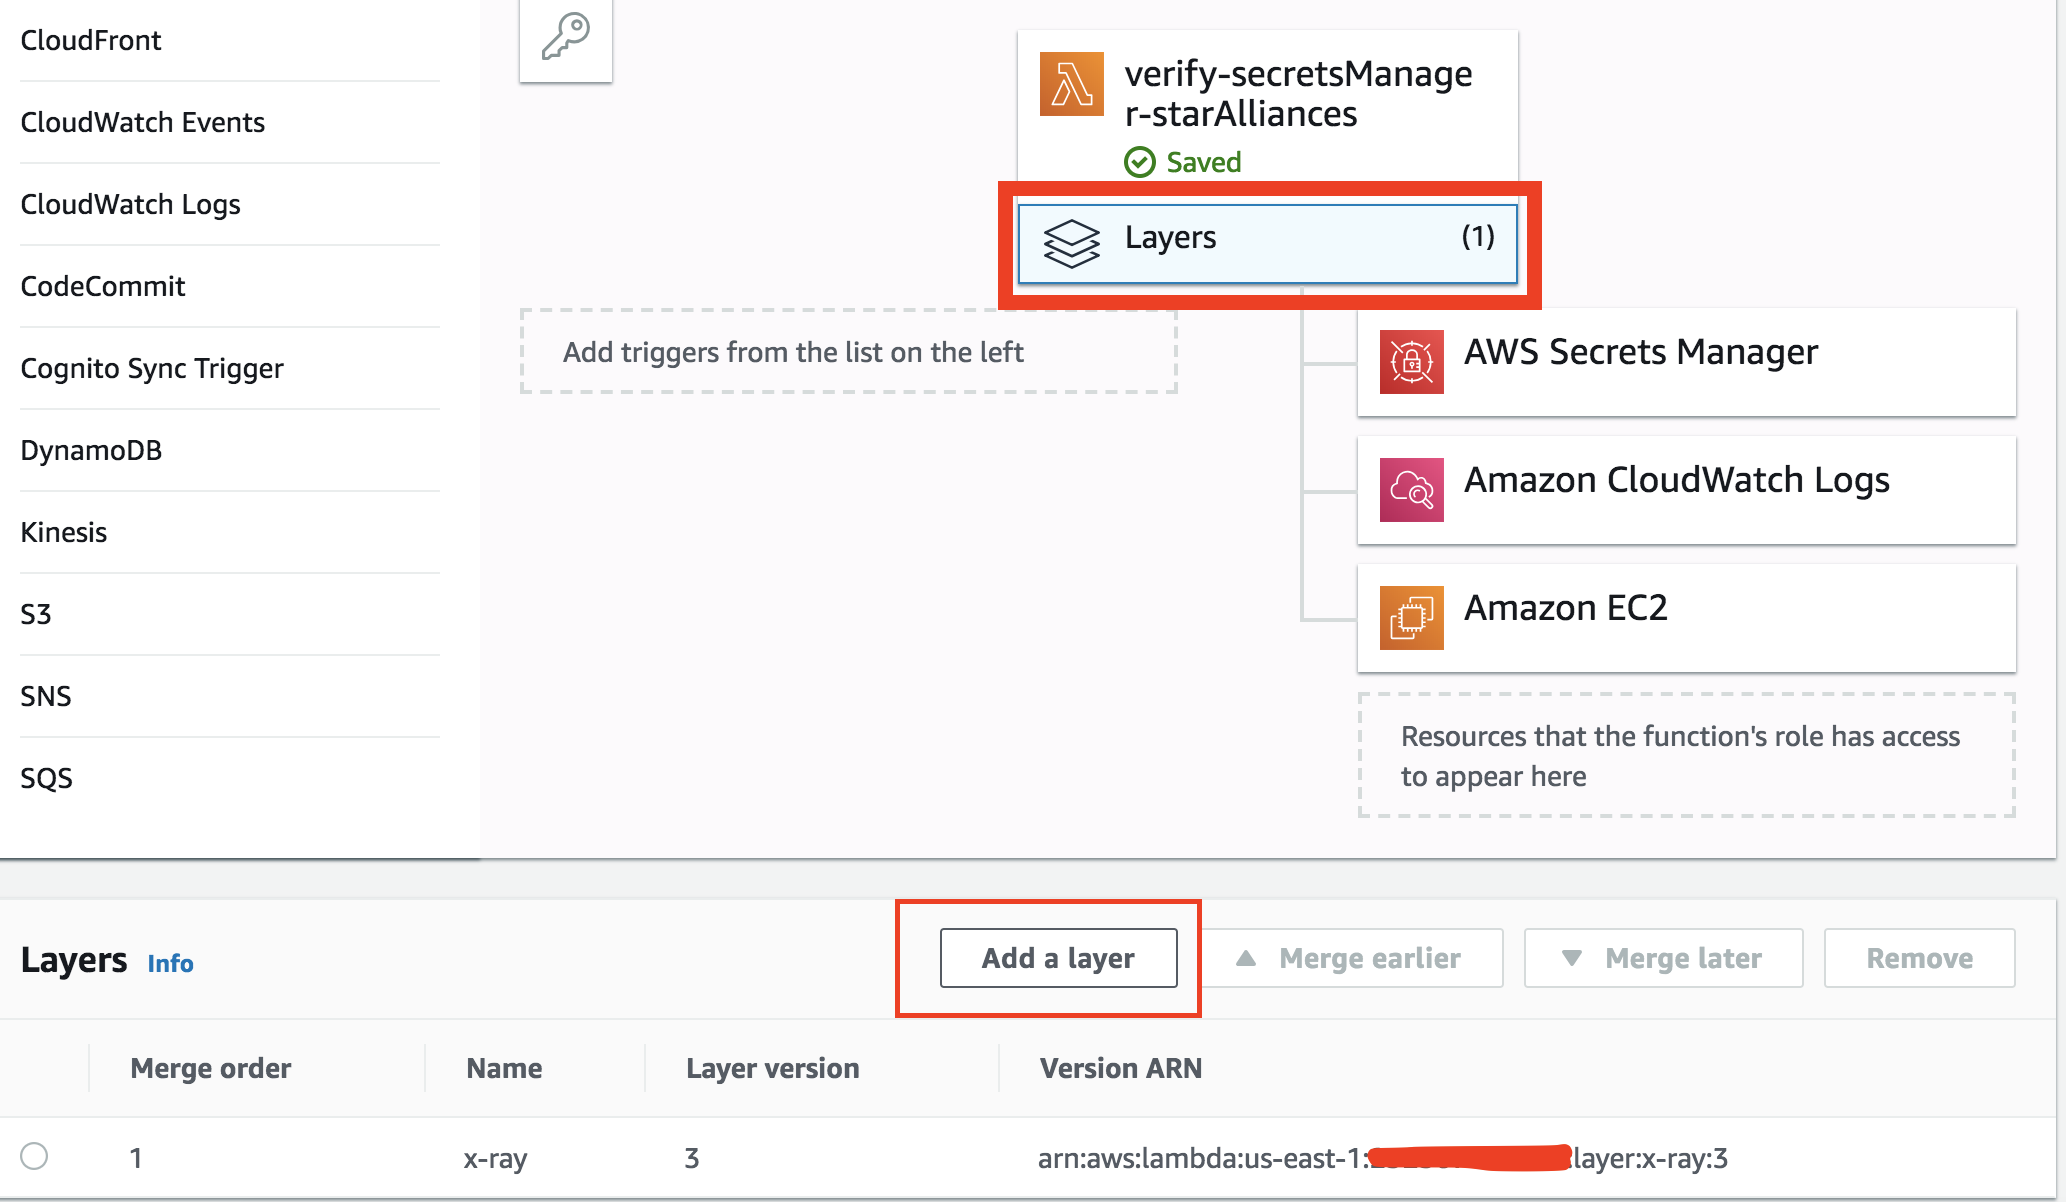 CloudFront
CloudWatch Events
CloudWatch Logs
CodeCommit
Cognito Sync Trigger
DynamoDB
Kinesis
S3
SNS
SQS
verify-secretsManage
r-starAlliances
Saved
Layers (1)
Add triggers from the list on the left
AWS Secrets Manager
Amazon CloudWatch Logs
Amazon EC2
Resources that the function's role has access
to appear here
Layers Info
Add a layer
Merge earlier
Merge later
Remove
Merge order Name Layer version Version ARN
1 x-ray 3 arn:aws:lambda:us-east-1: :layer:x-ray:3